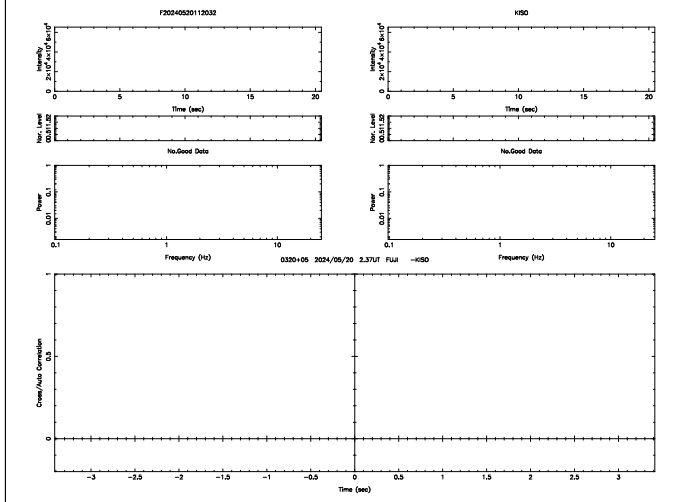 F20240520112032
KISO
Intensity
0 2×10⁴ 4×10⁴ 6×10⁴
0 5 10 15 20
Time (sec)
Intensity
0 2×10⁴ 4×10⁴ 6×10⁴
0 5 10 15 20
Time (sec)
Nor. Level
00.511.52
Nor. Level
00.511.52
No.Good Data
No.Good Data
Power
0.01 0.1 1
0.1 1 10
Frequency (Hz)
Power
0.01 0.1 1
0.1 1 10
Frequency (Hz)
0320+05 2024/05/20 2.37UT FUJI -KISO
Cross/Auto Correlation
0 0.5 1
-3 -2.5 -2 -1.5 -1 -0.5 0 0.5 1 1.5 2 2.5 3
Time (sec)